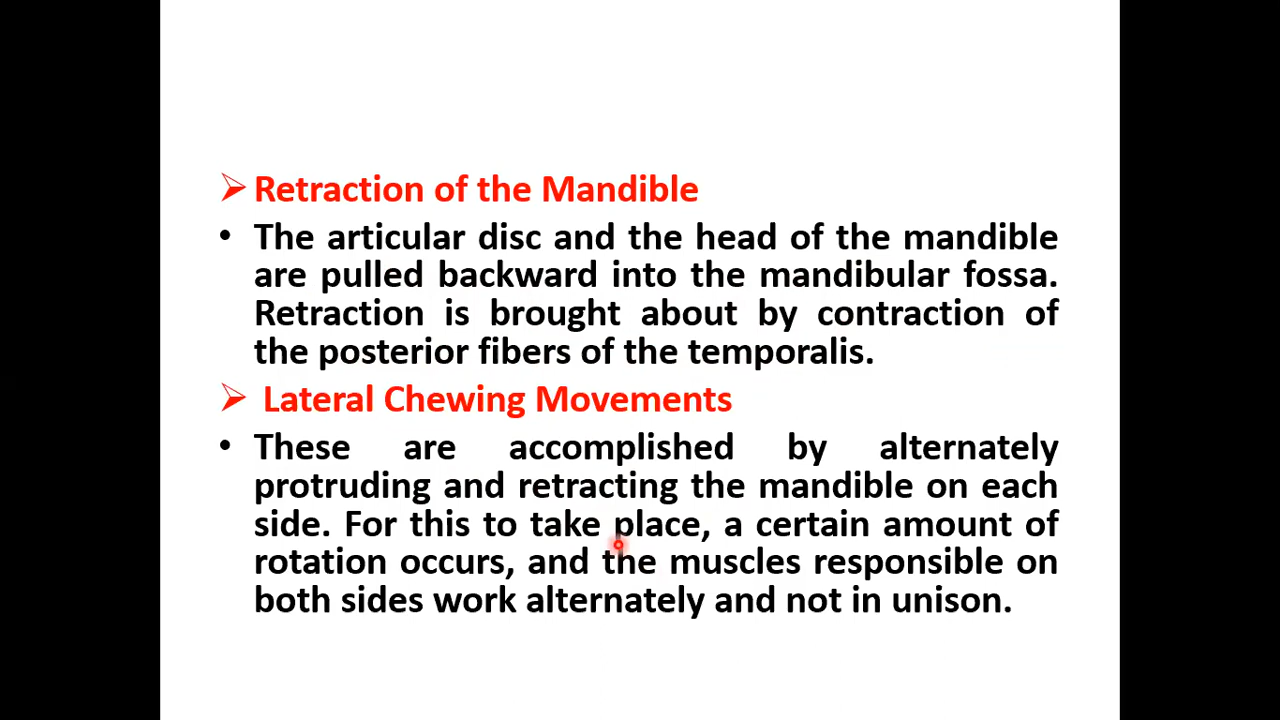 ➢ Retraction of the Mandible
• The articular disc and the head of the mandible
are pulled backward into the mandibular fossa.
Retraction is brought about by contraction of
the posterior fibers of the temporalis.
➢ Lateral Chewing Movements
• These are accomplished by alternately
protruding and retracting the mandible on each
side. For this to take place, a certain amount of
rotation occurs, and the muscles responsible on
both sides work alternately and not in unison.